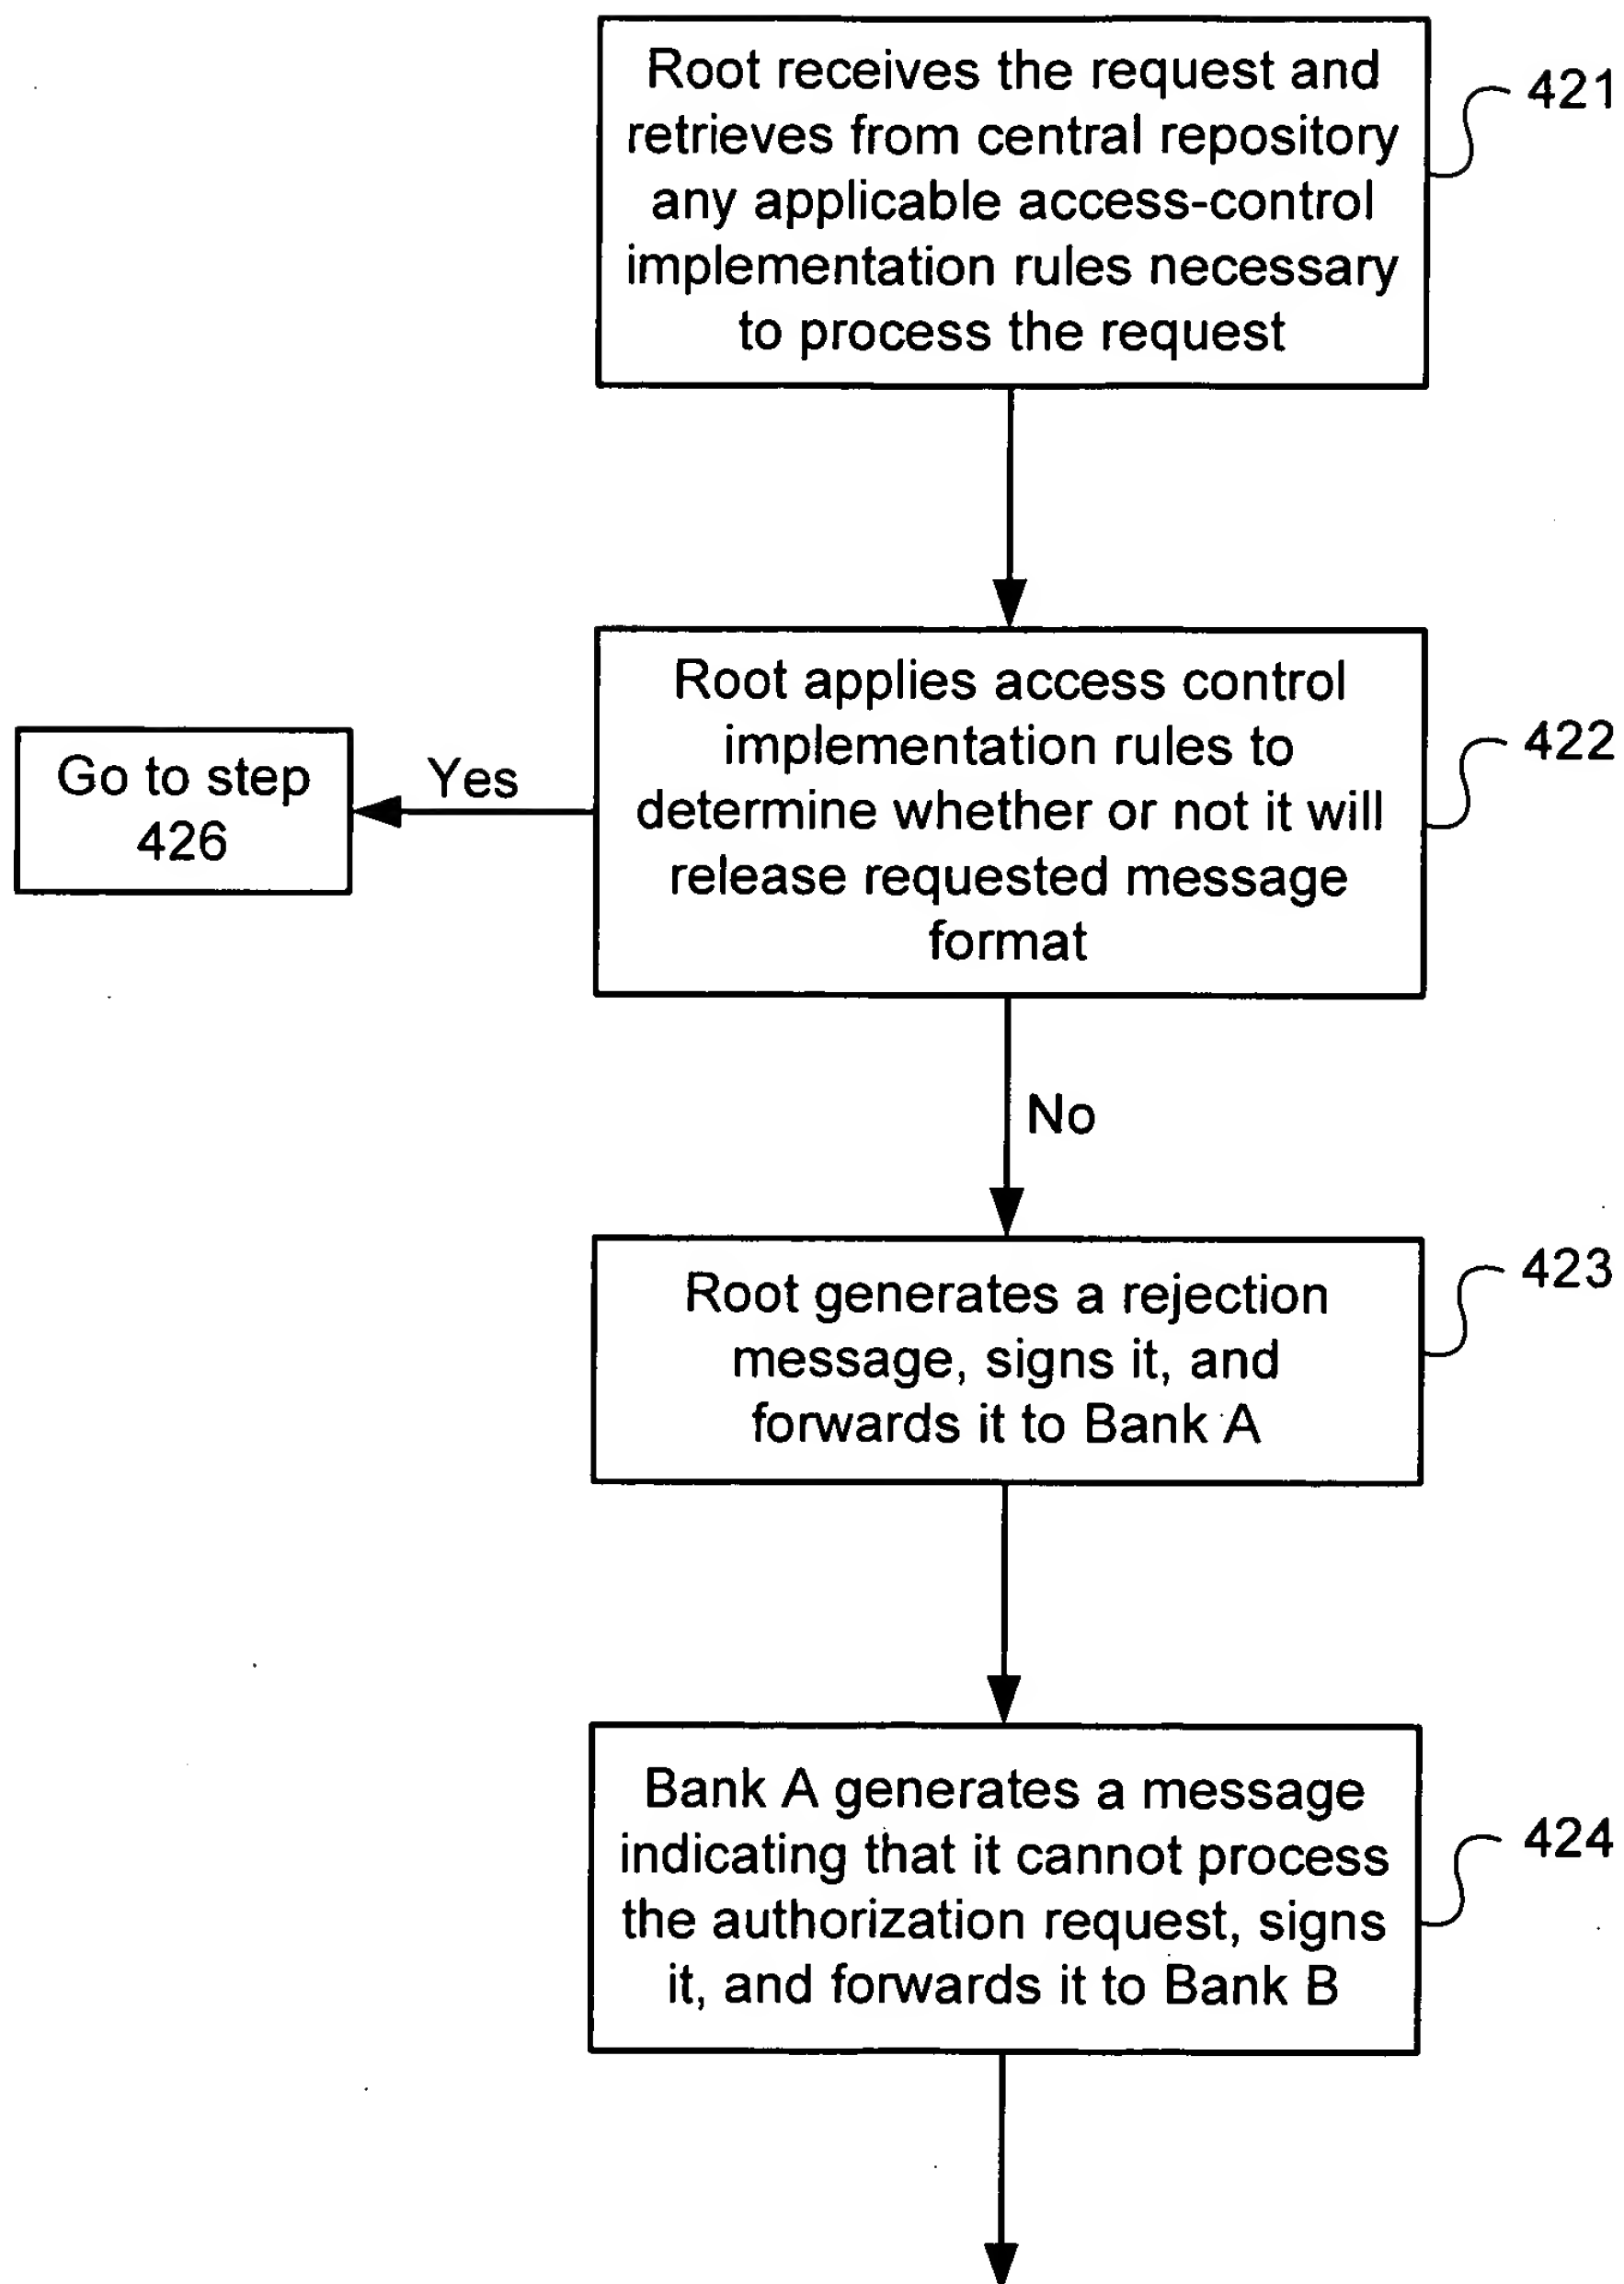 Root receives the request and
retrieves from central repository
any applicable access-control
implementation rules necessary
to process the request
421
Root applies access control
implementation rules to
determine whether or not it will
release requested message
format
422
Go to step
426
Yes
No
Root generates a rejection
message, signs it, and
forwards it to Bank A
423
Bank A generates a message
indicating that it cannot process
the authorization request, signs
it, and forwards it to Bank B
424